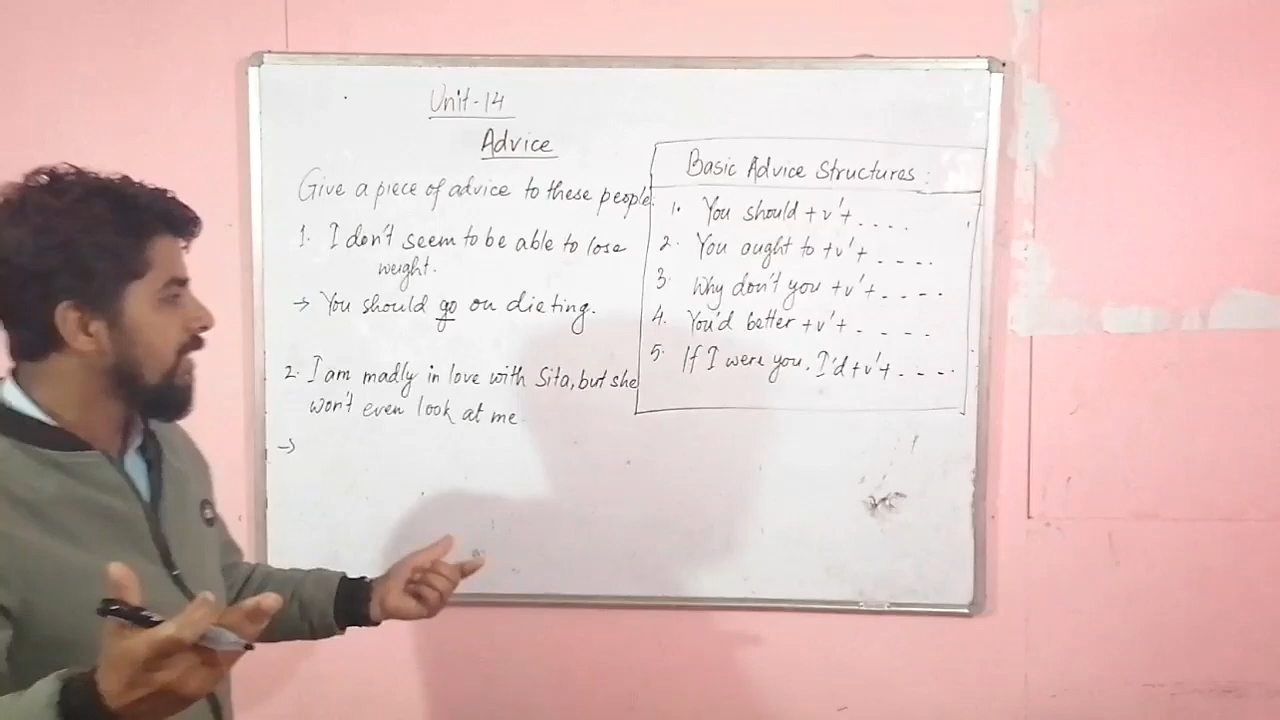 Unit-14
Advice
Give a piece of advice to these people.
1. I don't seem to be able to lose
weight.
→ You should go on dieting.
2. I am madly in love with Sita, but she
won't even look at me.
→
Basic Advice Structures:
1. You should + v' + ....
2. You aught to + v' + ----.
3. Why don't you + v' + ----.
4. You'd better + v' + ----
5. If I were you, I'd + v' + ----.